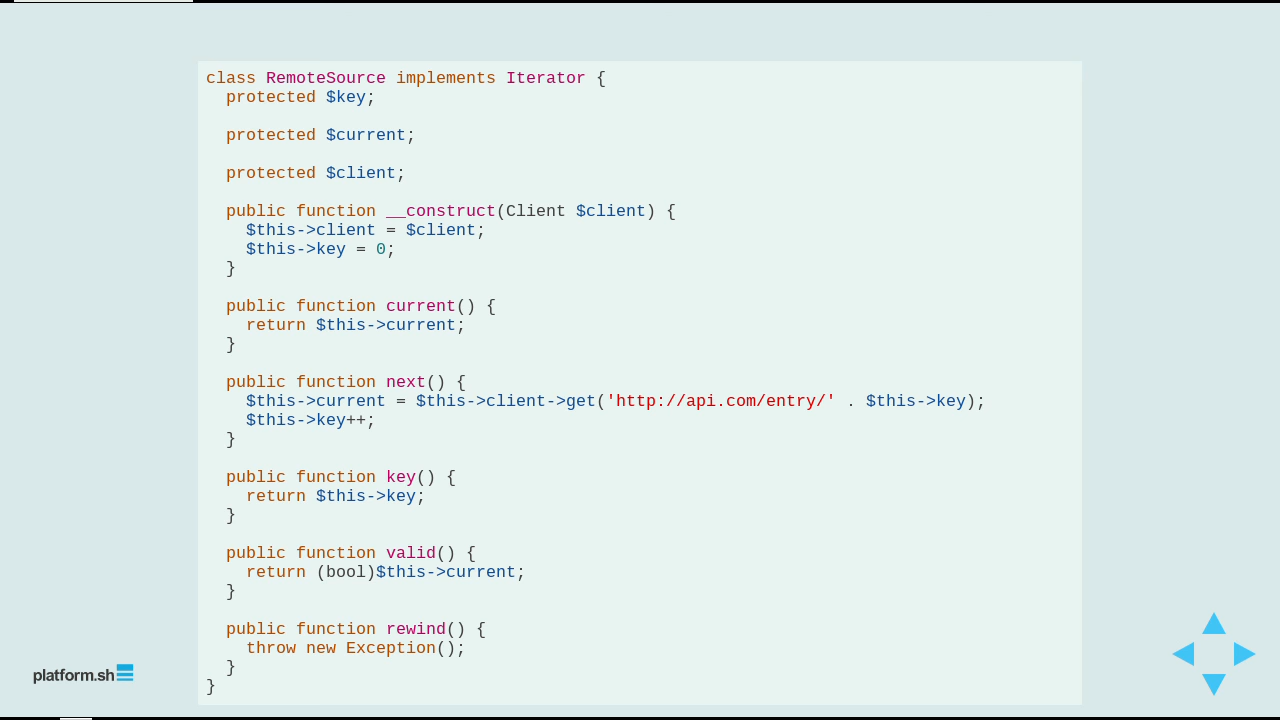 class RemoteSource implements Iterator {
  protected $key;

  protected $current;

  protected $client;

  public function __construct(Client $client) {
    $this->client = $client;
    $this->key = 0;
  }

  public function current() {
    return $this->current;
  }

  public function next() {
    $this->current = $this->client->get('http://api.com/entry/' . $this->key);
    $this->key++;
  }

  public function key() {
    return $this->key;
  }

  public function valid() {
    return (bool)$this->current;
  }

  public function rewind() {
    throw new Exception();
  }
}
platform.sh